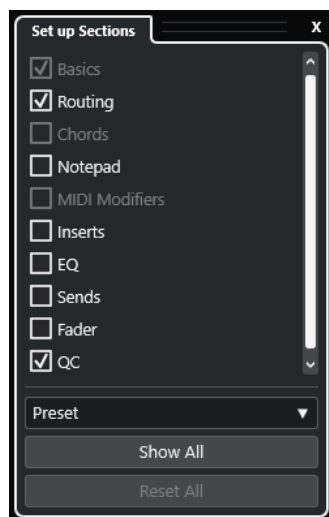 Set up Sections X
Basics
Routing
Chords
Notepad
MIDI Modifiers
Inserts
EQ
Sends
Fader
QC
Preset
Show All
Reset All